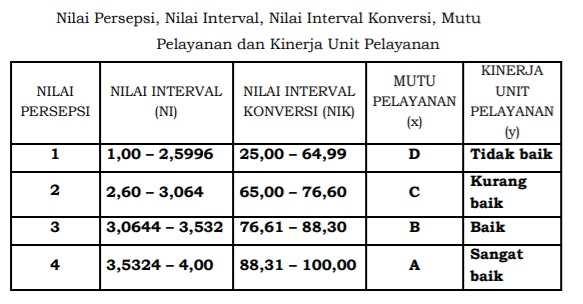 Nilai Persepsi, Nilai Interval, Nilai Interval Konversi, Mutu
Pelayanan dan Kinerja Unit Pelayanan
NILAI PERSEPSI | NILAI INTERVAL (NI) | NILAI INTERVAL KONVERSI (NIK) | MUTU PELAYANAN (x) | KINERJA UNIT PELAYANAN (y)
1 | 1,00 – 2,5996 | 25,00 – 64,99 | D | Tidak baik
2 | 2,60 – 3,064 | 65,00 – 76,60 | C | Kurang baik
3 | 3,0644 – 3,532 | 76,61 – 88,30 | B | Baik
4 | 3,5324 – 4,00 | 88,31 – 100,00 | A | Sangat baik